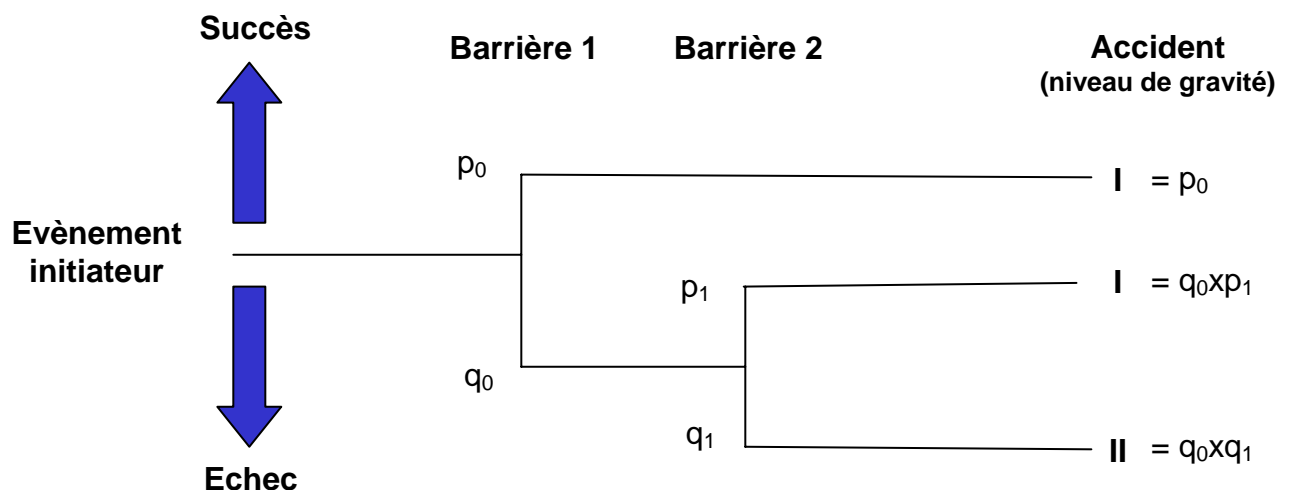 Succès
Barrière 1
Barrière 2
Accident
(niveau de gravité)
p₀
I = p₀
Evènement
initiateur
p₁
I = q₀xp₁
q₀
q₁
II = q₀xq₁
Echec